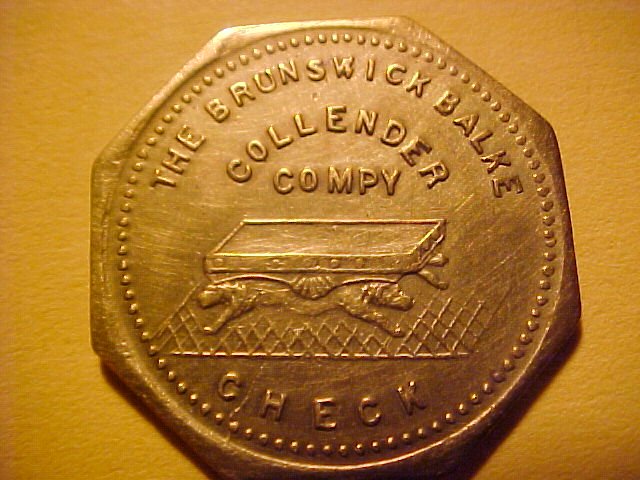 THE BRUNSWICK BALKE
COLLENDER
COMPY
CHECK